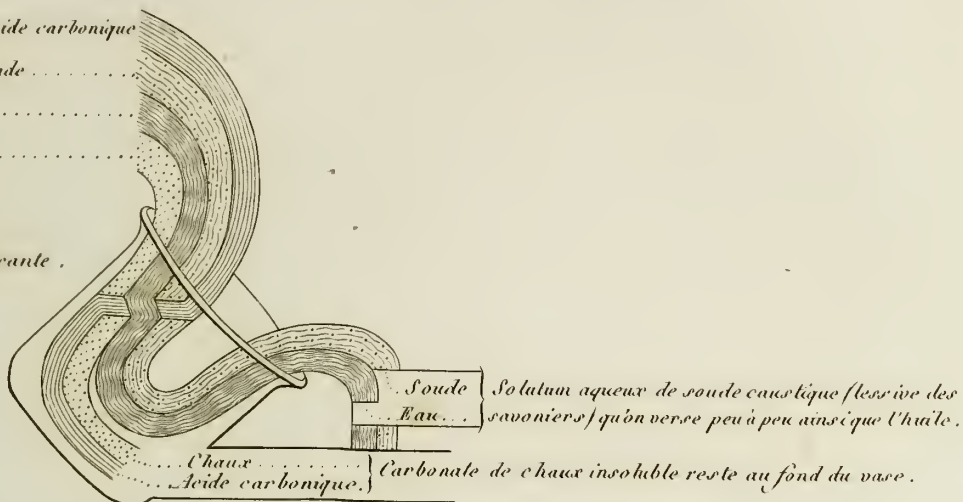 ide carbonique
de
ante.
Soude
Eau
Solutum aqueux de soude caustique (lessive des
savoniers) qu'on verse peu à peu ainsi que l'huile.
Chaux
Acide carbonique.
Carbonate de chaux insoluble reste au fond du vase.